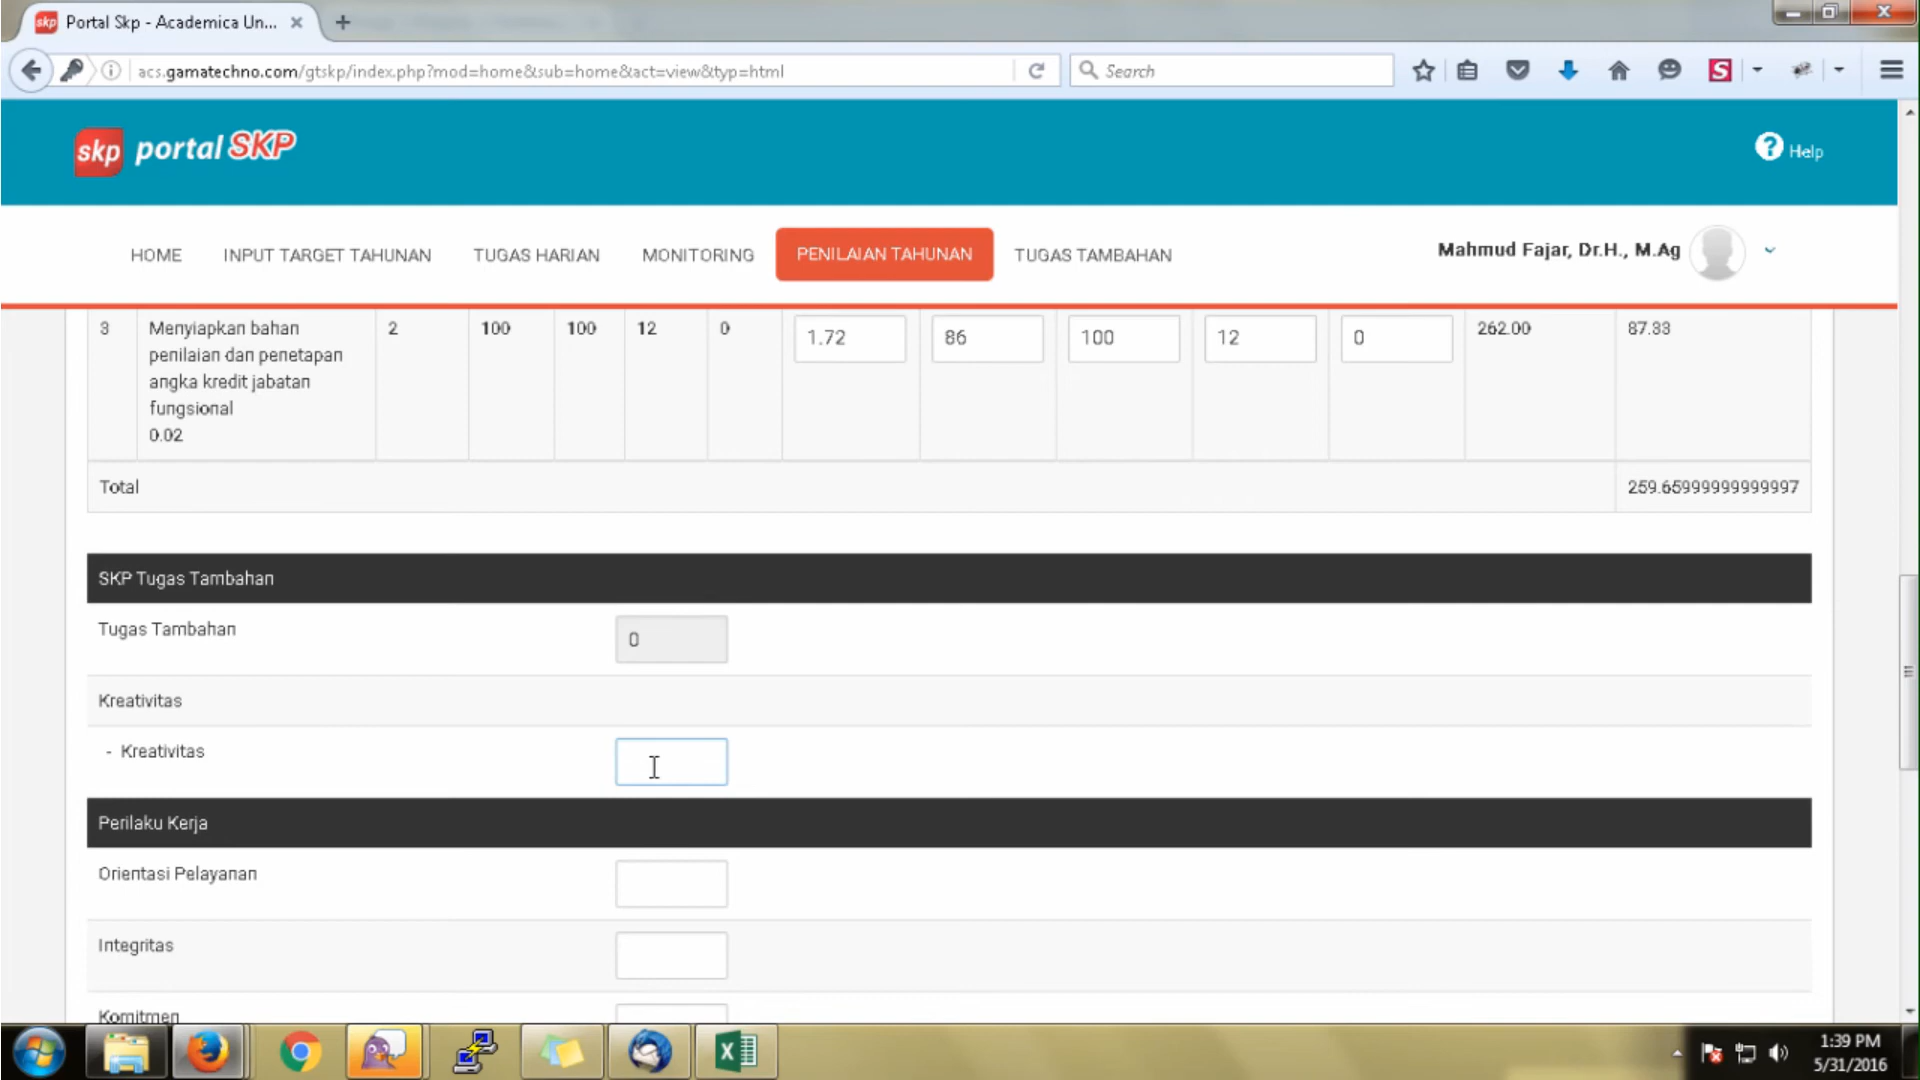 Portal Skp - Academica Un...
acs.gamatechno.com/gtskp/index.php?mod=home&sub=home&act=view&typ=html
Search
skp portal SKP
Help
HOME
INPUT TARGET TAHUNAN
TUGAS HARIAN
MONITORING
PENILAIAN TAHUNAN
TUGAS TAMBAHAN
Mahmud Fajar, Dr.H., M.Ag
3 Menyiapkan bahan 2 100 100 12 0 1.72 86 100 12 0 262.00 87.33
penilaian dan penetapan
angka kredit jabatan
fungsional
0.02
Total 259.65999999999997
SKP Tugas Tambahan
Tugas Tambahan 0
Kreativitas
- Kreativitas
Perilaku Kerja
Orientasi Pelayanan
Integritas
Komitmen
1:39 PM
5/31/2016